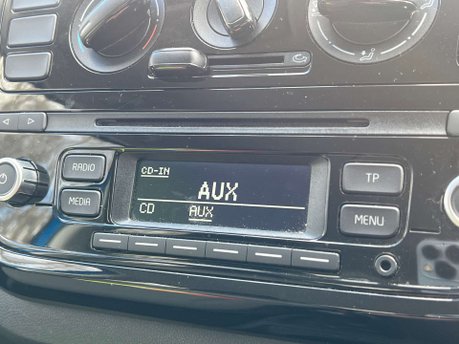 RADIO
MEDIA
CD-IN
AUX
CD AUX
TP
MENU